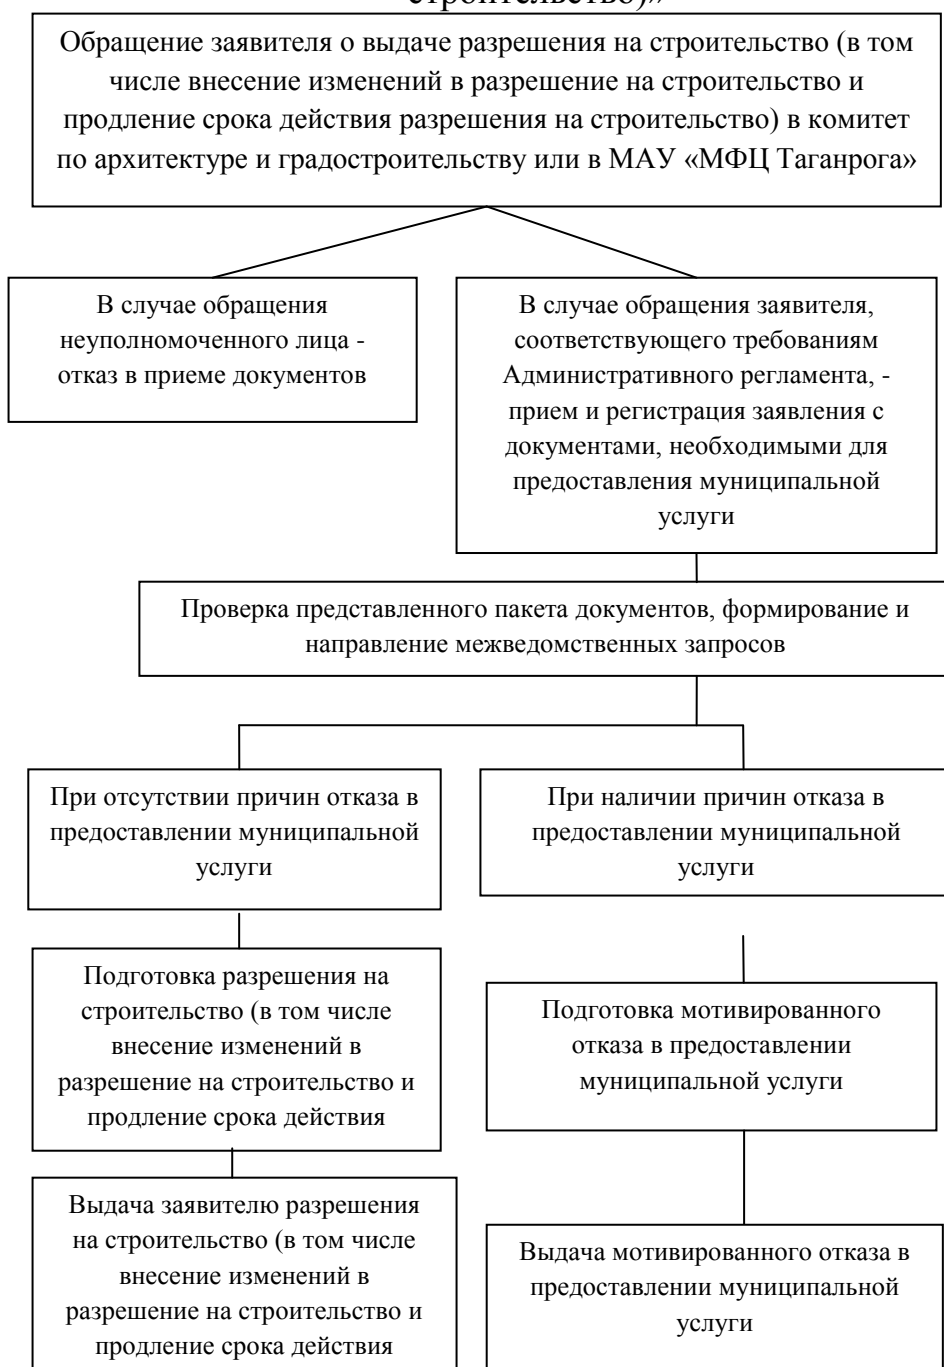 строительство)»
Обращение заявителя о выдаче разрешения на строительство (в том
числе внесение изменений в разрешение на строительство и
продление срока действия разрешения на строительство) в комитет
по архитектуре и градостроительству или в МАУ «МФЦ Таганрога»
В случае обращения
неуполномоченного лица -
отказ в приеме документов
В случае обращения заявителя,
соответствующего требованиям
Административного регламента, -
прием и регистрация заявления с
документами, необходимыми для
предоставления муниципальной
услуги
Проверка представленного пакета документов, формирование и
направление межведомственных запросов
При отсутствии причин отказа в
предоставлении муниципальной
услуги
При наличии причин отказа в
предоставлении муниципальной
услуги
Подготовка разрешения на
строительство (в том числе
внесение изменений в
разрешение на строительство и
продление срока действия
Подготовка мотивированного
отказа в предоставлении
муниципальной услуги
Выдача заявителю разрешения
на строительство (в том числе
внесение изменений в
разрешение на строительство и
продление срока действия
Выдача мотивированного отказа в
предоставлении муниципальной
услуги